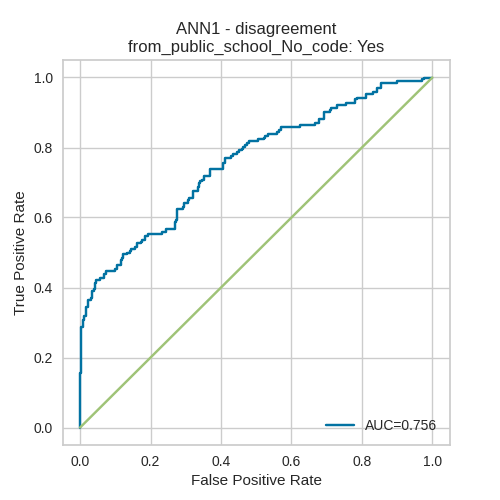 ANN1 - disagreement
from_public_school_No_code: Yes
1.0
0.8
0.6
0.4
0.2
0.0
True Positive Rate
AUC=0.756
0.0 0.2 0.4 0.6 0.8 1.0
False Positive Rate